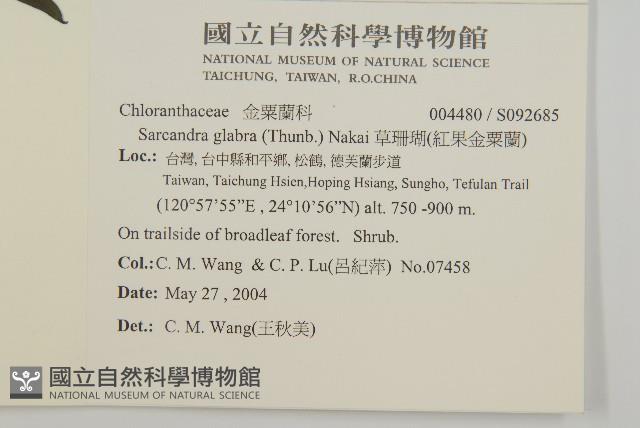 國立自然科學博物館
NATIONAL MUSEUM OF NATURAL SCIENCE
TAICHUNG, TAIWAN, R.O.CHINA
Chloranthaceae 金粟蘭科 004480 / S092685
Sarcandra glabra (Thunb.) Nakai 草珊瑚(紅果金粟蘭)
Loc.: 台灣, 台中縣和平鄉, 松鶴, 德芙蘭步道
Taiwan, Taichung Hsien,Hoping Hsiang, Sungho, Tefulan Trail
(120°57'55”E , 24°10'56”N) alt. 750 -900 m.
On trailside of broadleaf forest. Shrub.
Col.: C. M. Wang & C. P. Lu(呂紀萍) No.07458
Date: May 27 , 2004
Det.: C. M. Wang(王秋美)
國立自然科學博物館
NATIONAL MUSEUM OF NATURAL SCIENCE